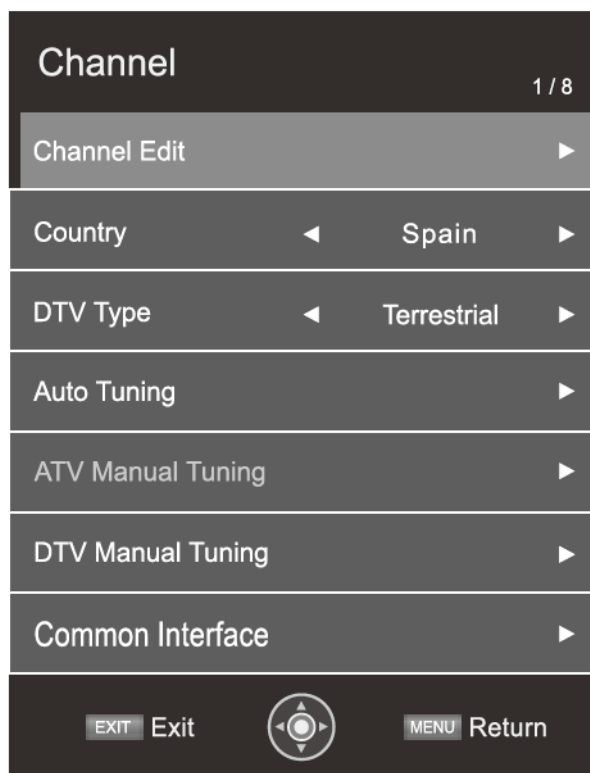 Channel
1 / 8
Channel Edit
Country Spain
DTV Type Terrestrial
Auto Tuning
ATV Manual Tuning
DTV Manual Tuning
Common Interface
EXIT Exit MENU Return